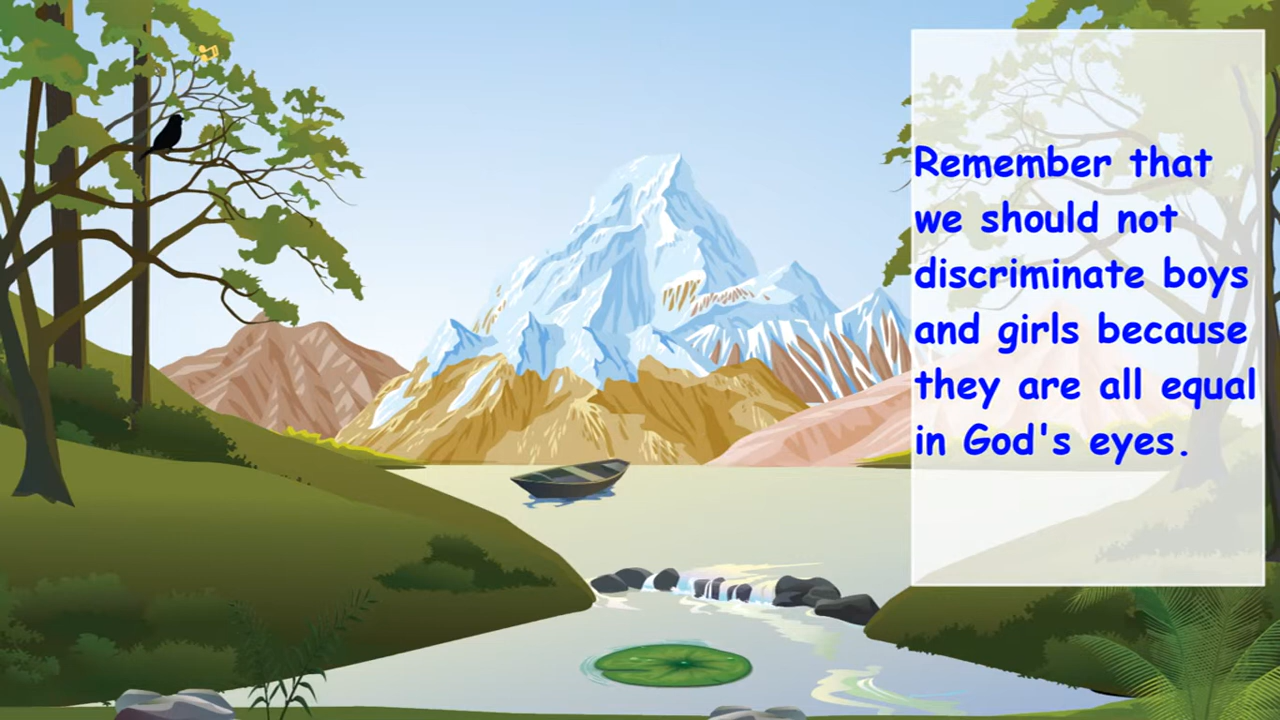 Remember that
we should not
discriminate boys
and girls because
they are all equal
in God's eyes.